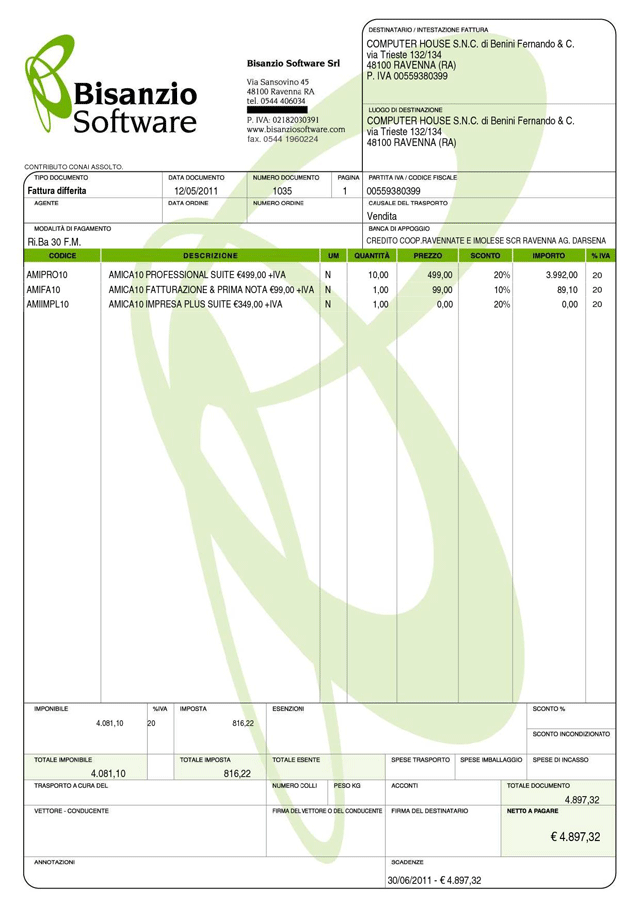 Bisanzio
Software
Bisanzio Software Srl
Via Sansovino 45
48100 Ravenna RA
tel. 0544 406034
P. IVA: 02182030391
www.bisanziosoftware.com
fax. 0544 1960224
DESTINATARIO / INTESTAZIONE FATTURA
COMPUTER HOUSE S.N.C. di Benini Fernando & C.
via Trieste 132/134
48100 RAVENNA (RA)
P. IVA 00559380399
LUOGO DI DESTINAZIONE
COMPUTER HOUSE S.N.C. di Benini Fernando & C.
via Trieste 132/134
48100 RAVENNA (RA)
CONTRIBUTO CONAI ASSOLTO.
TIPO DOCUMENTO DATA DOCUMENTO NUMERO DOCUMENTO PAGINA PARTITA IVA / CODICE FISCALE
Fattura differita 12/05/2011 1035 1 00559380399
AGENTE DATA ORDINE NUMERO ORDINE CAUSALE DEL TRASPORTO
Vendita
MODALITÀ DI PAGAMENTO BANCA DI APPOGGIO
Ri.Ba 30 F.M. CREDITO COOP.RAVENNATE E IMOLESE SCR RAVENNA AG. DARSENA
CODICE DESCRIZIONE UM QUANTITÀ PREZZO SCONTO IMPORTO % IVA
AMIPRO10 AMICA10 PROFESSIONAL SUITE €499,00 +IVA N 10,00 499,00 20% 3.992,00 20
AMIFA10 AMICA10 FATTURAZIONE & PRIMA NOTA €99,00 +IVA N 1,00 99,00 10% 89,10 20
AMIIMPL10 AMICA10 IMPRESA PLUS SUITE €349,00 +IVA N 1,00 0,00 20% 0,00 20
IMPONIBILE %IVA IMPOSTA ESENZIONI SCONTO %
4.081,10 20 816,22
SCONTO INCONDIZIONATO
TOTALE IMPONIBILE TOTALE IMPOSTA TOTALE ESENTE SPESE TRASPORTO SPESE IMBALLAGGIO SPESE DI INCASSO
4.081,10 816,22
TRASPORTO A CURA DEL NUMERO COLLI PESO KG ACCONTI TOTALE DOCUMENTO
4.897,32
VETTORE - CONDUCENTE FIRMA DEL VETTORE O DEL CONDUCENTE FIRMA DEL DESTINATARIO NETTO A PAGARE
€ 4.897,32
ANNOTAZIONI SCADENZE
30/06/2011 - € 4.897,32